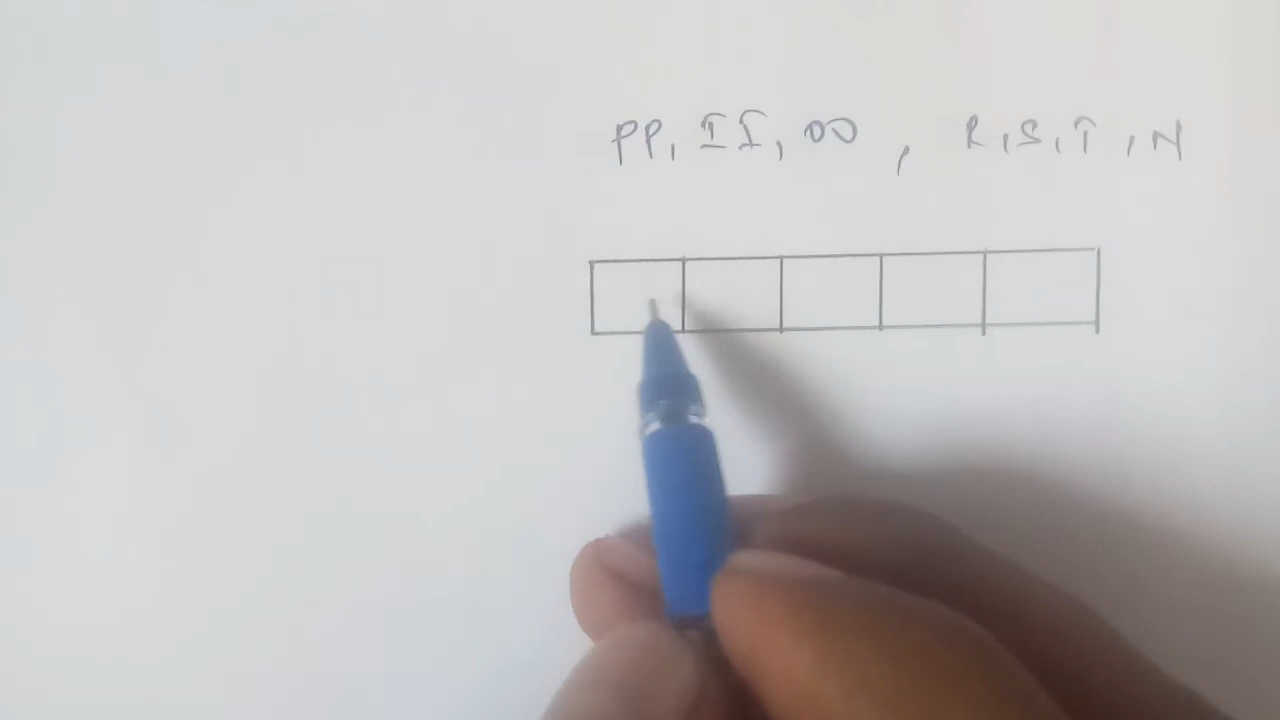 PP, II, OO, R, S, T, N